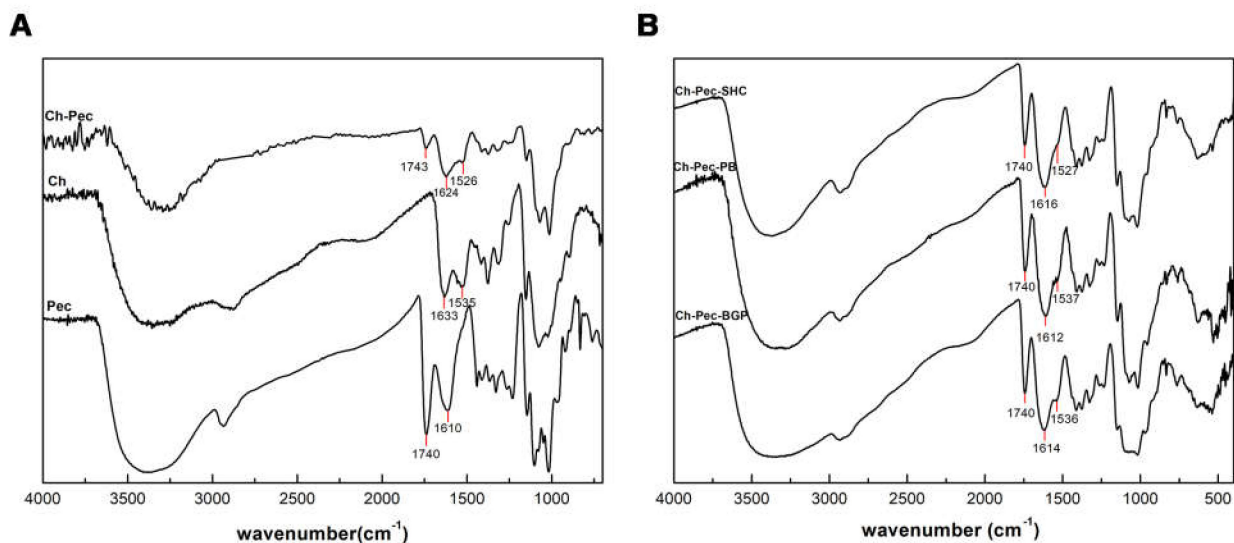 A
Ch-Pec
1743
1526
1624
Ch
1535
1633
Pec
1610
1740
4000 3500 3000 2500 2000 1500 1000
wavenumber(cm⁻¹)
B
Ch-Pec-SHC
1740
1527
1616
Ch-Pec-PB
1740
1537
1612
Ch-Pec-BGP
1740
1536
1614
4000 3500 3000 2500 2000 1500 1000 500
wavenumber (cm⁻¹)